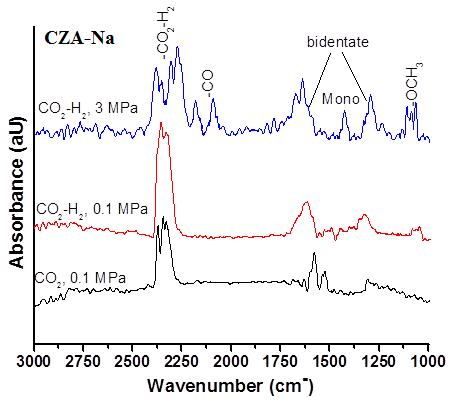 CZA-Na
-CO₂-H₂
-CO
bidentate
Mono
-OCH₃
CO₂-H₂, 3 MPa
CO₂-H₂, 0.1 MPa
CO₂, 0.1 MPa
Absorbance (aU)
3000 2750 2500 2250 2000 1750 1500 1250 1000
Wavenumber (cm⁻)